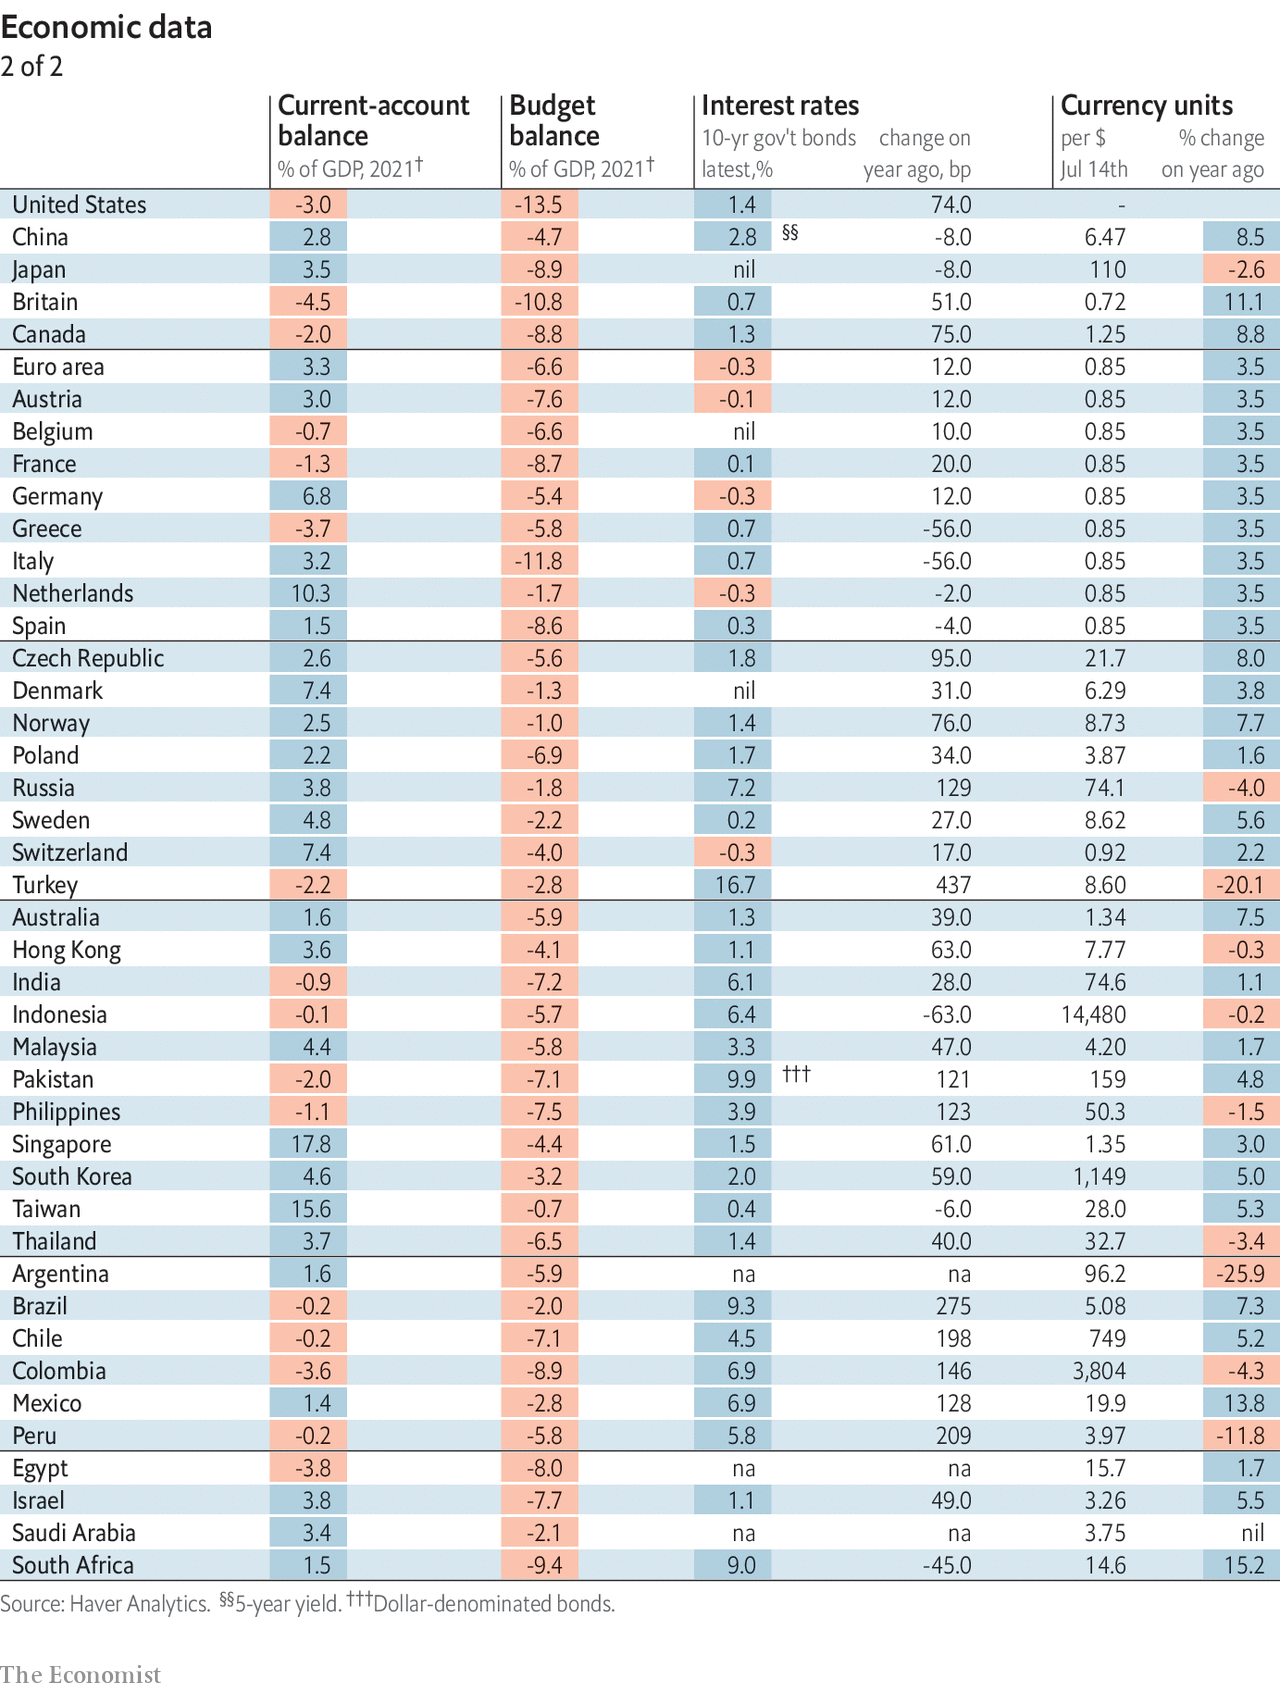 Economic data
2 of 2
Current-account balance % of GDP, 2021† Budget balance % of GDP, 2021† Interest rates 10-yr gov't bonds latest,% change on year ago, bp Currency units per $ Jul 14th % change on year ago
United States -3.0 -13.5 1.4 74.0 -
China 2.8 -4.7 2.8 §§ -8.0 6.47 8.5
Japan 3.5 -8.9 nil -8.0 110 -2.6
Britain -4.5 -10.8 0.7 51.0 0.72 11.1
Canada -2.0 -8.8 1.3 75.0 1.25 8.8
Euro area 3.3 -6.6 -0.3 12.0 0.85 3.5
Austria 3.0 -7.6 -0.1 12.0 0.85 3.5
Belgium -0.7 -6.6 nil 10.0 0.85 3.5
France -1.3 -8.7 0.1 20.0 0.85 3.5
Germany 6.8 -5.4 -0.3 12.0 0.85 3.5
Greece -3.7 -5.8 0.7 -56.0 0.85 3.5
Italy 3.2 -11.8 0.7 -56.0 0.85 3.5
Netherlands 10.3 -1.7 -0.3 -2.0 0.85 3.5
Spain 1.5 -8.6 0.3 -4.0 0.85 3.5
Czech Republic 2.6 -5.6 1.8 95.0 21.7 8.0
Denmark 7.4 -1.3 nil 31.0 6.29 3.8
Norway 2.5 -1.0 1.4 76.0 8.73 7.7
Poland 2.2 -6.9 1.7 34.0 3.87 1.6
Russia 3.8 -1.8 7.2 129 74.1 -4.0
Sweden 4.8 -2.2 0.2 27.0 8.62 5.6
Switzerland 7.4 -4.0 -0.3 17.0 0.92 2.2
Turkey -2.2 -2.8 16.7 437 8.60 -20.1
Australia 1.6 -5.9 1.3 39.0 1.34 7.5
Hong Kong 3.6 -4.1 1.1 63.0 7.77 -0.3
India -0.9 -7.2 6.1 28.0 74.6 1.1
Indonesia -0.1 -5.7 6.4 -63.0 14,480 -0.2
Malaysia 4.4 -5.8 3.3 47.0 4.20 1.7
Pakistan -2.0 -7.1 9.9 ††† 121 159 4.8
Philippines -1.1 -7.5 3.9 123 50.3 -1.5
Singapore 17.8 -4.4 1.5 61.0 1.35 3.0
South Korea 4.6 -3.2 2.0 59.0 1,149 5.0
Taiwan 15.6 -0.7 0.4 -6.0 28.0 5.3
Thailand 3.7 -6.5 1.4 40.0 32.7 -3.4
Argentina 1.6 -5.9 na na 96.2 -25.9
Brazil -0.2 -2.0 9.3 275 5.08 7.3
Chile -0.2 -7.1 4.5 198 749 5.2
Colombia -3.6 -8.9 6.9 146 3,804 -4.3
Mexico 1.4 -2.8 6.9 128 19.9 13.8
Peru -0.2 -5.8 5.8 209 3.97 -11.8
Egypt -3.8 -8.0 na na 15.7 1.7
Israel 3.8 -7.7 1.1 49.0 3.26 5.5
Saudi Arabia 3.4 -2.1 na na 3.75 nil
South Africa 1.5 -9.4 9.0 -45.0 14.6 15.2
Source: Haver Analytics. §§5-year yield. †††Dollar-denominated bonds.
The Economist